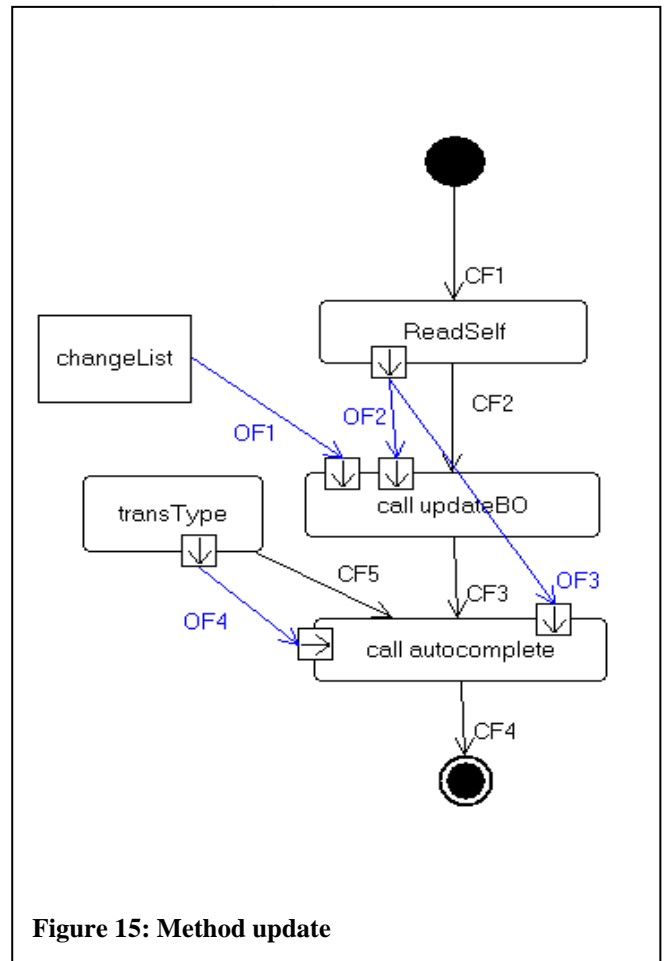 CF1
ReadSelf
changeList
CF2
OF2
OF1
call updateBO
transType
CF5
CF3
OF3
OF4
call autocomplete
CF4
Figure 15: Method update